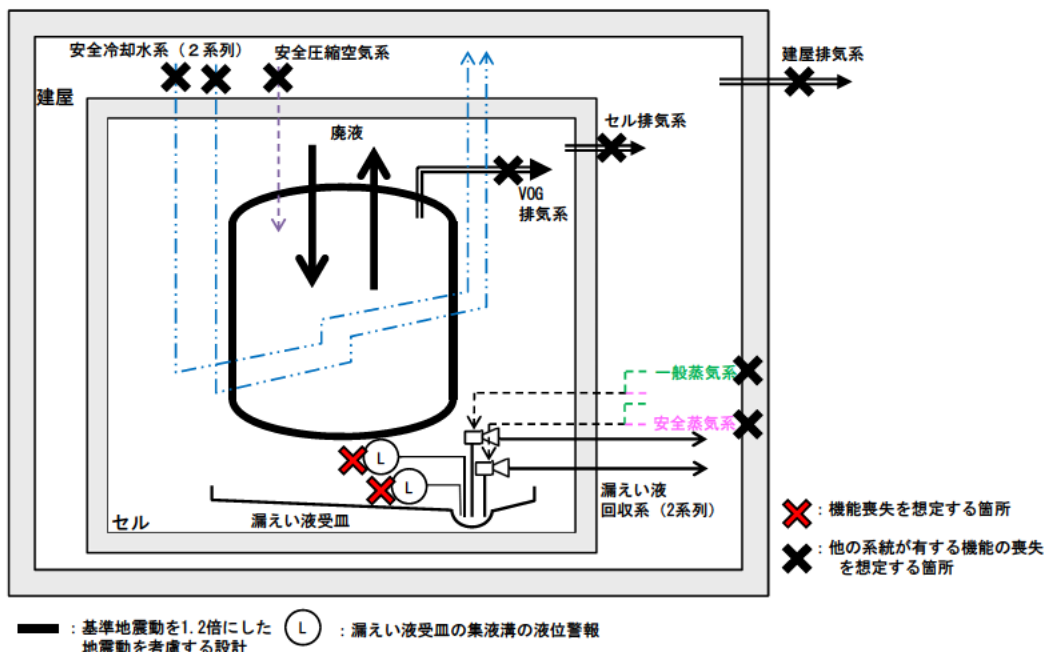 安全冷却水系（２系列）
安全圧縮空気系
建屋排気系
建屋
セル排気系
廃液
VOG
排気系
一般蒸気系
安全蒸気系
L
L
漏えい液
回収系（2系列）
漏えい液受皿
セル
：機能喪失を想定する箇所
：他の系統が有する機能の喪失
を想定する箇所
：基準地震動を1.2倍にした
地震動を考慮する設計
L
：漏えい液受皿の集液溝の液位警報